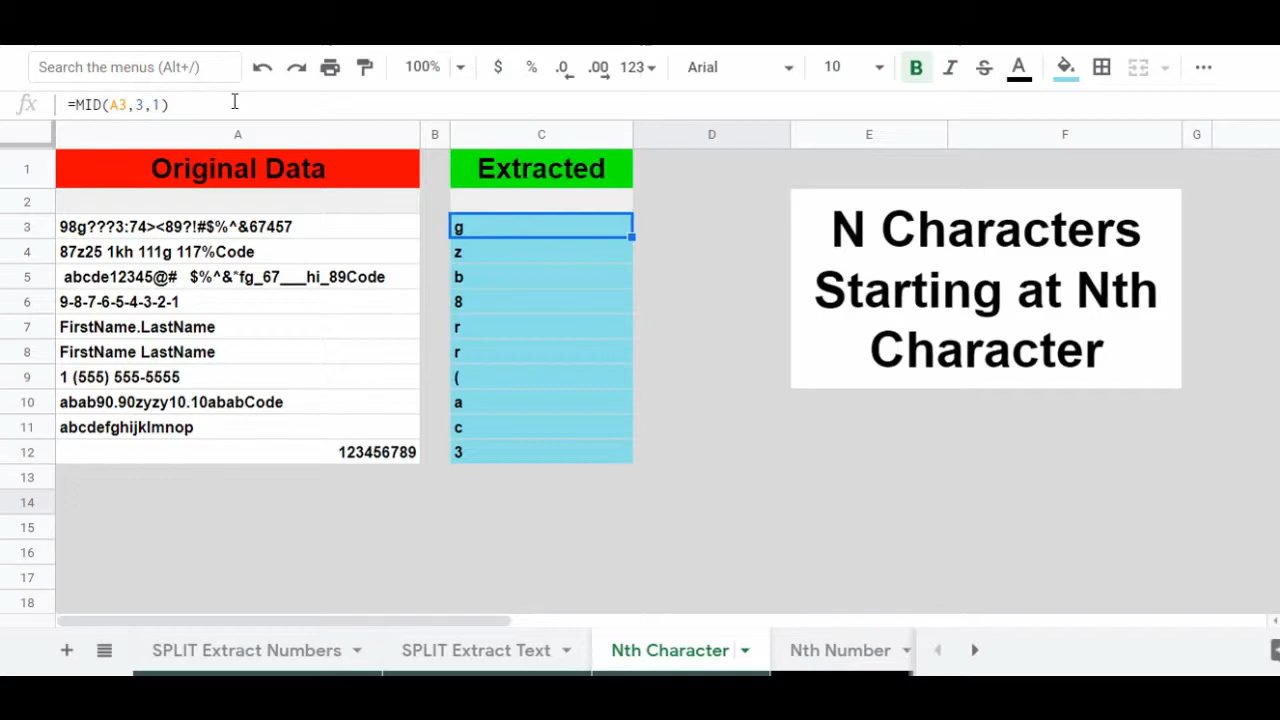 Search the menus (Alt+/) 100% $ % .0 .00 123 Arial 10 B I S A
fx =MID(A3,3,1)
A B C D E F G
1 Original Data Extracted
2
3 98g???3:74><89?!#$%^&67457 g
4 87z25 1kh 111g 117%Code z
5 abcde12345@#   $%^&*fg_67___hi_89Code b
6 9-8-7-6-5-4-3-2-1 8
7 FirstName.LastName r
8 FirstName LastName r
9 1 (555) 555-5555 (
10 abab90.90zyzy10.10ababCode a
11 abcdefghijklmnop c
12 123456789 3
13
14
15
16
17
18
N Characters
Starting at Nth
Character
+ SPLIT Extract Numbers SPLIT Extract Text Nth Character Nth Number